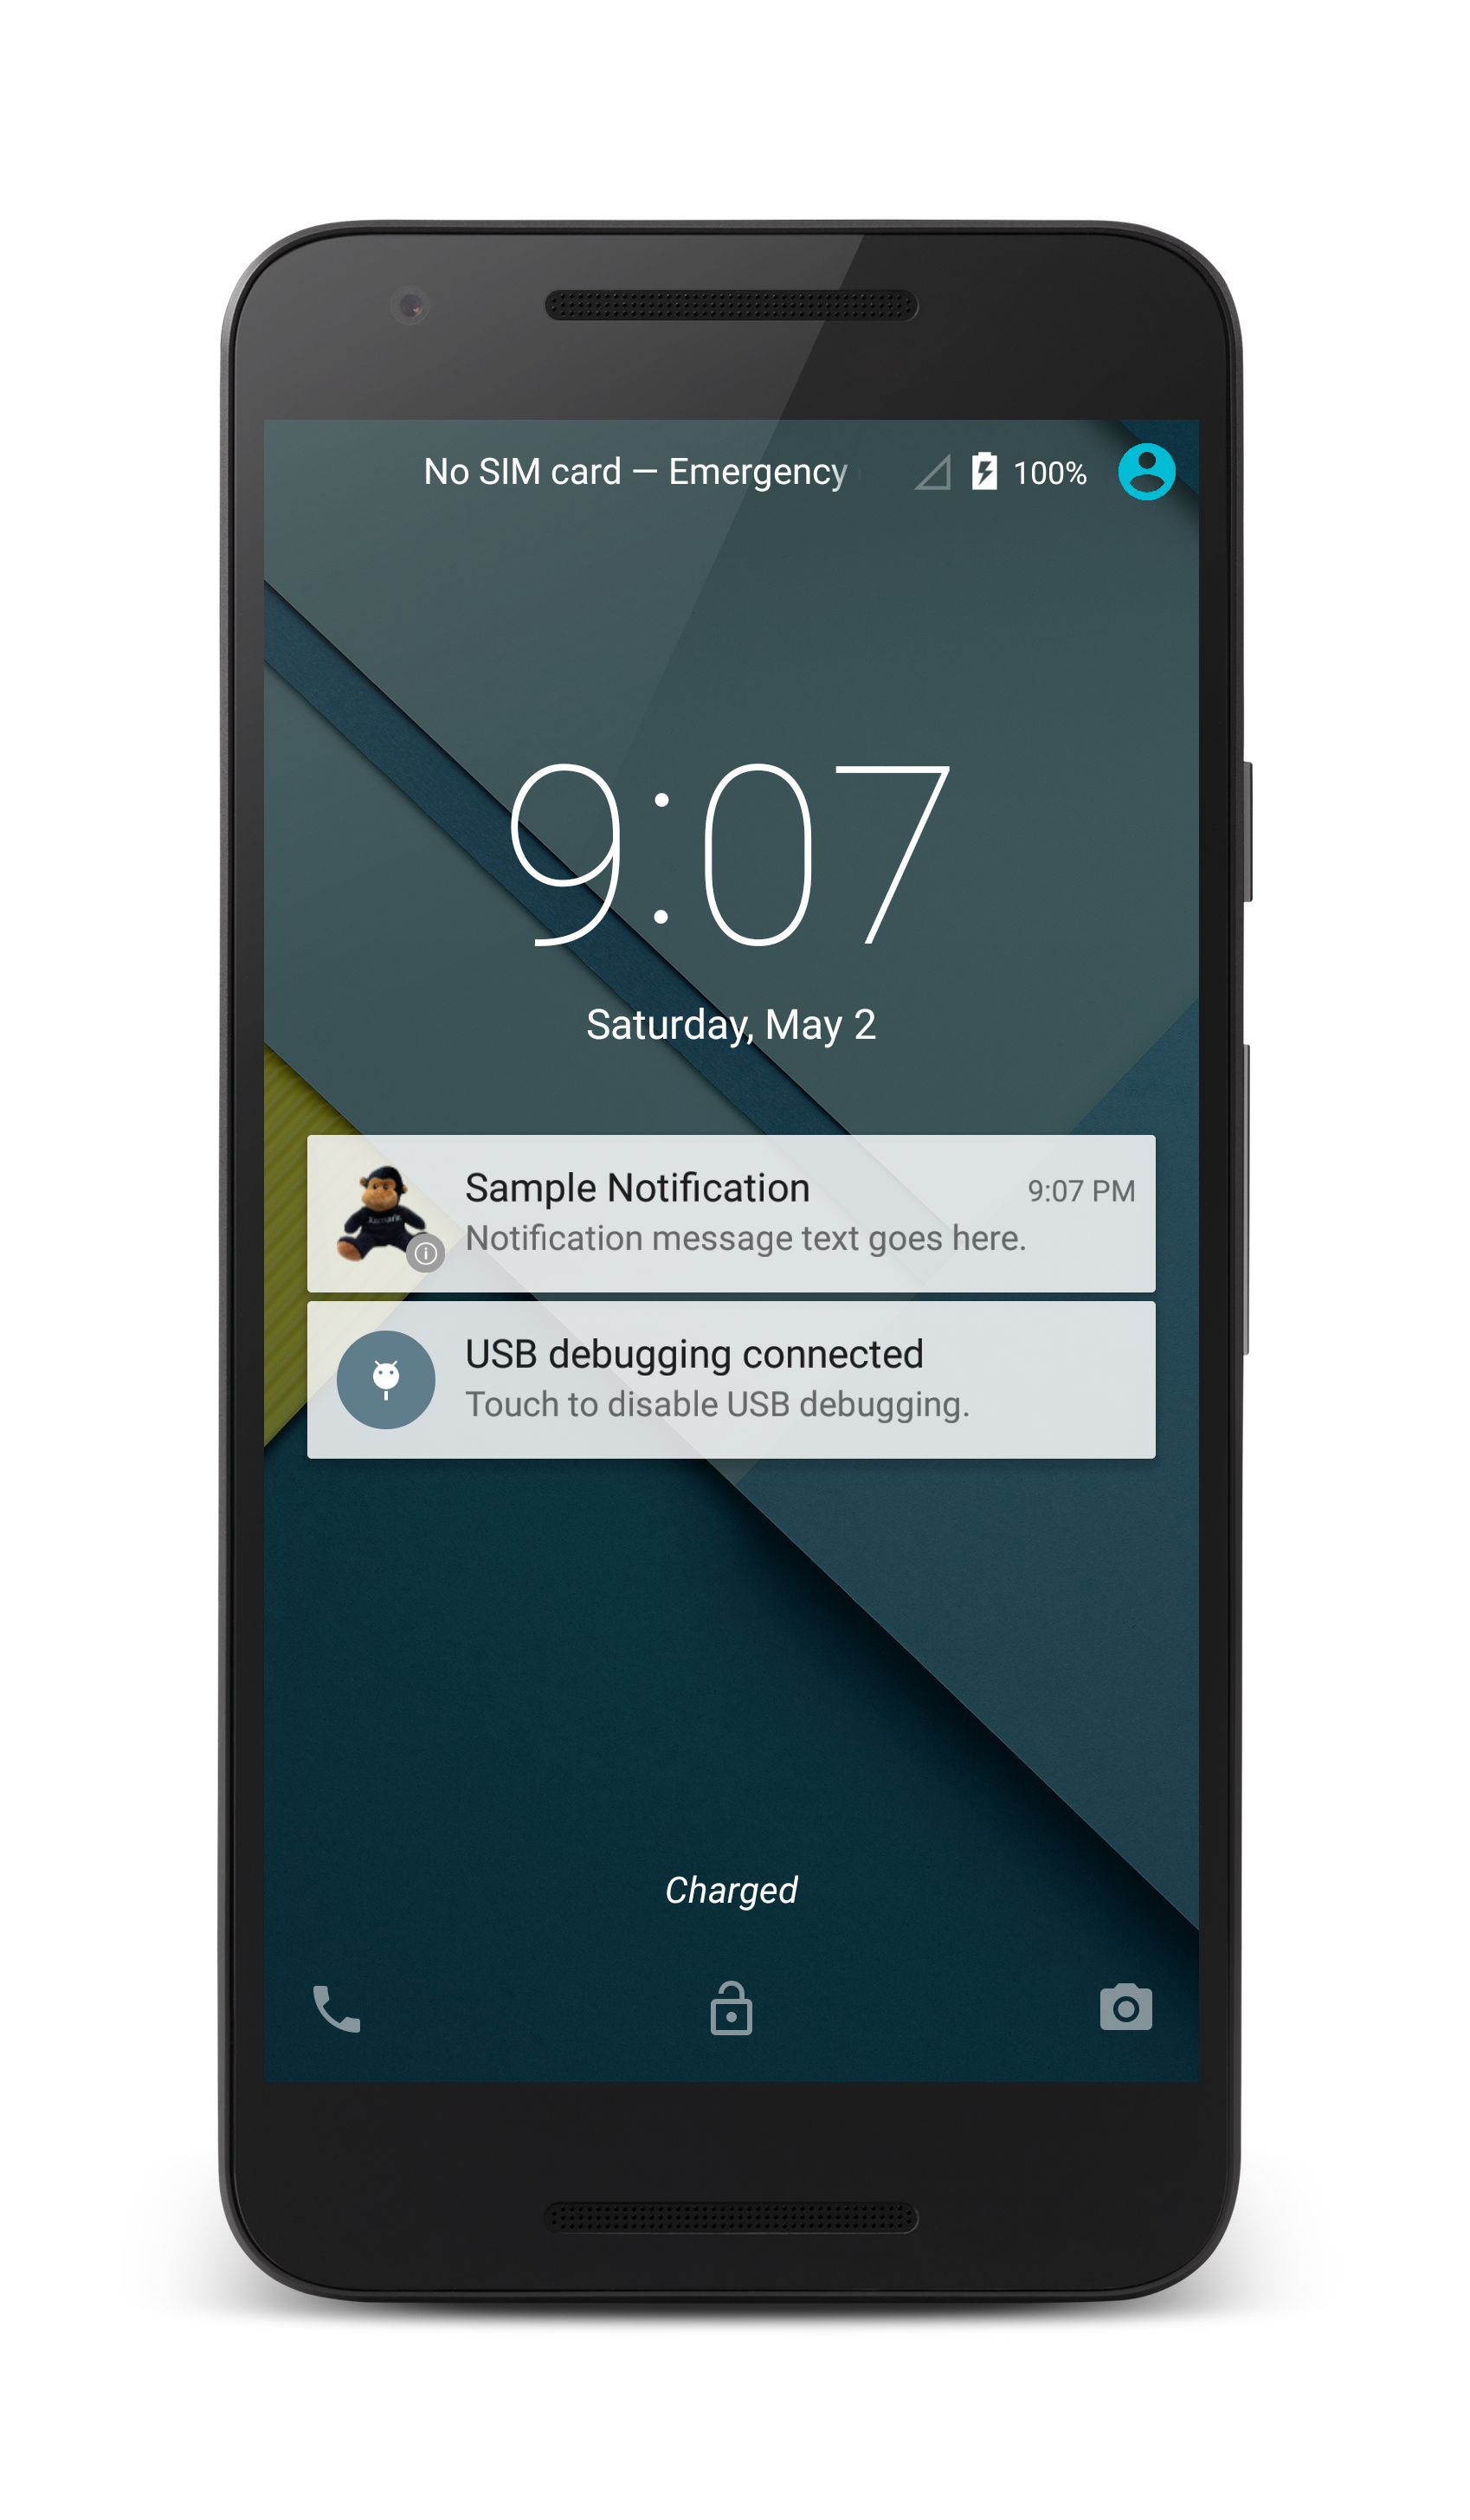 No SIM card — Emergency
100%
9:07
Saturday, May 2
Sample Notification
9:07 PM
Notification message text goes here.
USB debugging connected
Touch to disable USB debugging.
Charged